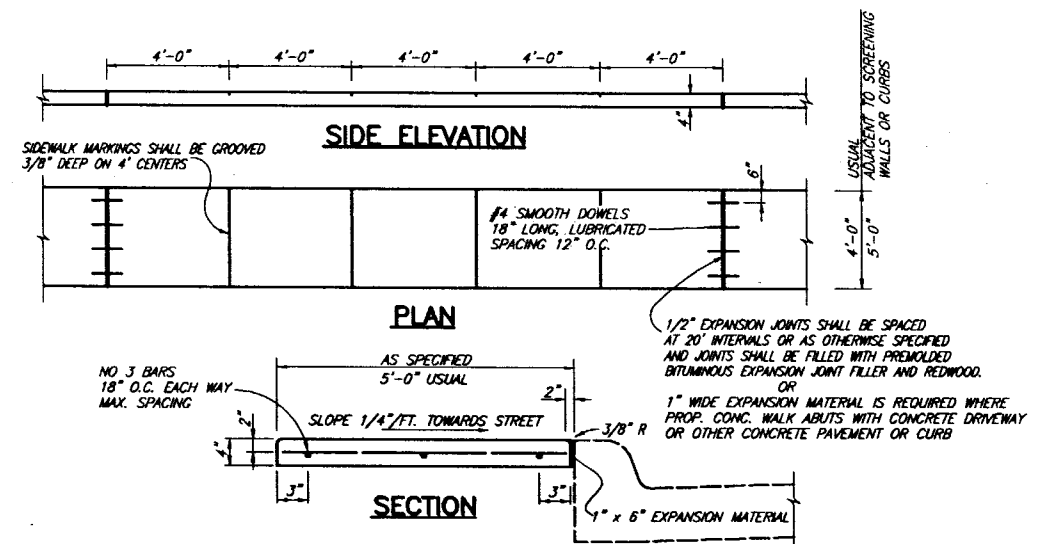 4'-0" 4'-0" 4'-0" 4'-0" 4'-0"
4"
SIDE ELEVATION
USUAL
ADJACENT TO SCREENING
WALLS OR CURBS
SIDEWALK MARKINGS SHALL BE GROOVED
3/8" DEEP ON 4' CENTERS
6"
#4 SMOOTH DOWELS
18" LONG, LUBRICATED
SPACING 12" O.C.
4'-0"
5'-0"
PLAN
1/2" EXPANSION JOINTS SHALL BE SPACED
AT 20' INTERVALS OR AS OTHERWISE SPECIFIED
AND JOINTS SHALL BE FILLED WITH PREMOLDED
BITUMINOUS EXPANSION JOINT FILLER AND REDWOOD.
OR
1" WIDE EXPANSION MATERIAL IS REQUIRED WHERE
PROP. CONC. WALK ABUTS WITH CONCRETE DRIVEWAY
OR OTHER CONCRETE PAVEMENT OR CURB
AS SPECIFIED
5'-0" USUAL
NO 3 BARS
18" O.C. EACH WAY
MAX. SPACING
2"
2"
SLOPE 1/4"/FT. TOWARDS STREET
3/8" R
4"
3"
3"
SECTION
1" x 6" EXPANSION MATERIAL